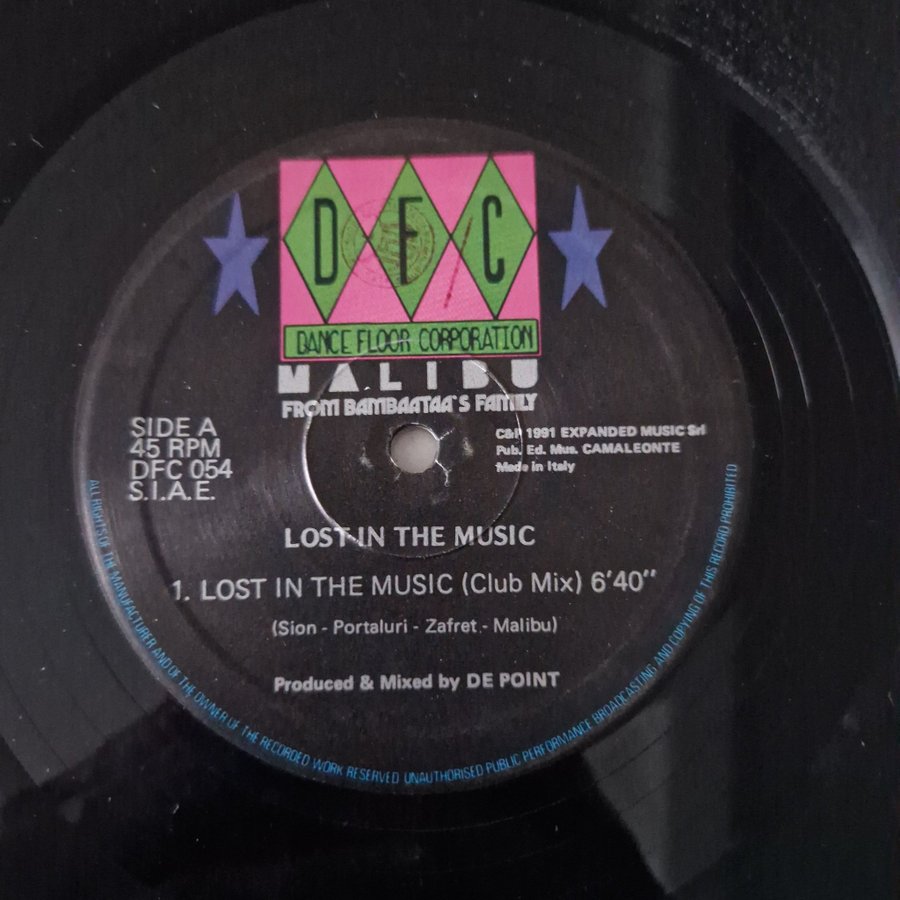 DFC
DANCE FLOOR CORPORATION
MALIBU
FROM BAMBAATAA'S FAMILY
SIDE A
45 RPM
DFC 054
S.I.A.E.
C&P 1991 EXPANDED MUSIC Srl
Pub. Ed. Mus. CAMALEONTE
Made in Italy
LOST IN THE MUSIC
1. LOST IN THE MUSIC (Club Mix) 6'40"
(Sion - Portaluri - Zafret - Malibu)
Produced & Mixed by DE POINT
ALL RIGHTS OF THE MANUFACTURER AND OF THE OWNER OF THE RECORDED WORK RESERVED UNAUTHORISED PUBLIC PERFORMANCE BROADCASTING AND COPYING OF THIS RECORD PROHIBITED